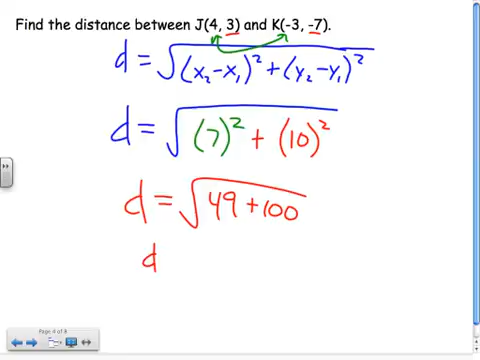 Find the distance between J(4, 3) and K(-3, -7).
d = √(x₂-x₁)² + (y₂-y₁)²
d = √(7)² + (10)²
d = √49 + 100
d
Page 4 of 9